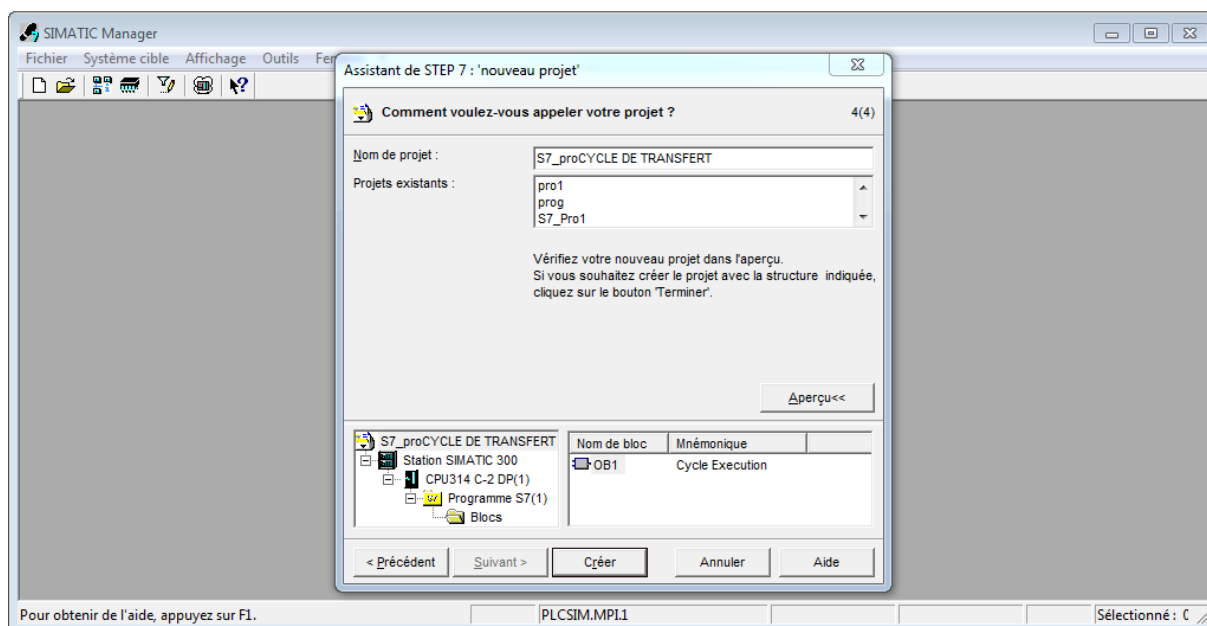 SIMATIC Manager
Fichier Système cible Affichage Outils
Assistant de STEP 7 : 'nouveau projet'
Comment voulez-vous appeler votre projet ? 4(4)
Nom de projet : S7_proCYCLE DE TRANSFERT
Projets existants : pro1
prog
S7_Pro1
Vérifiez votre nouveau projet dans l'aperçu.
Si vous souhaitez créer le projet avec la structure indiquée,
cliquez sur le bouton 'Terminer'.
Aperçu<<
S7_proCYCLE DE TRANSFERT
Station SIMATIC 300
CPU314 C-2 DP(1)
Programme S7(1)
Blocs
Nom de bloc Mnémonique
OB1 Cycle Execution
< Précédent Suivant > Créer Annuler Aide
Pour obtenir de l'aide, appuyez sur F1. PLCSIM.MPI.1 Sélectionné :